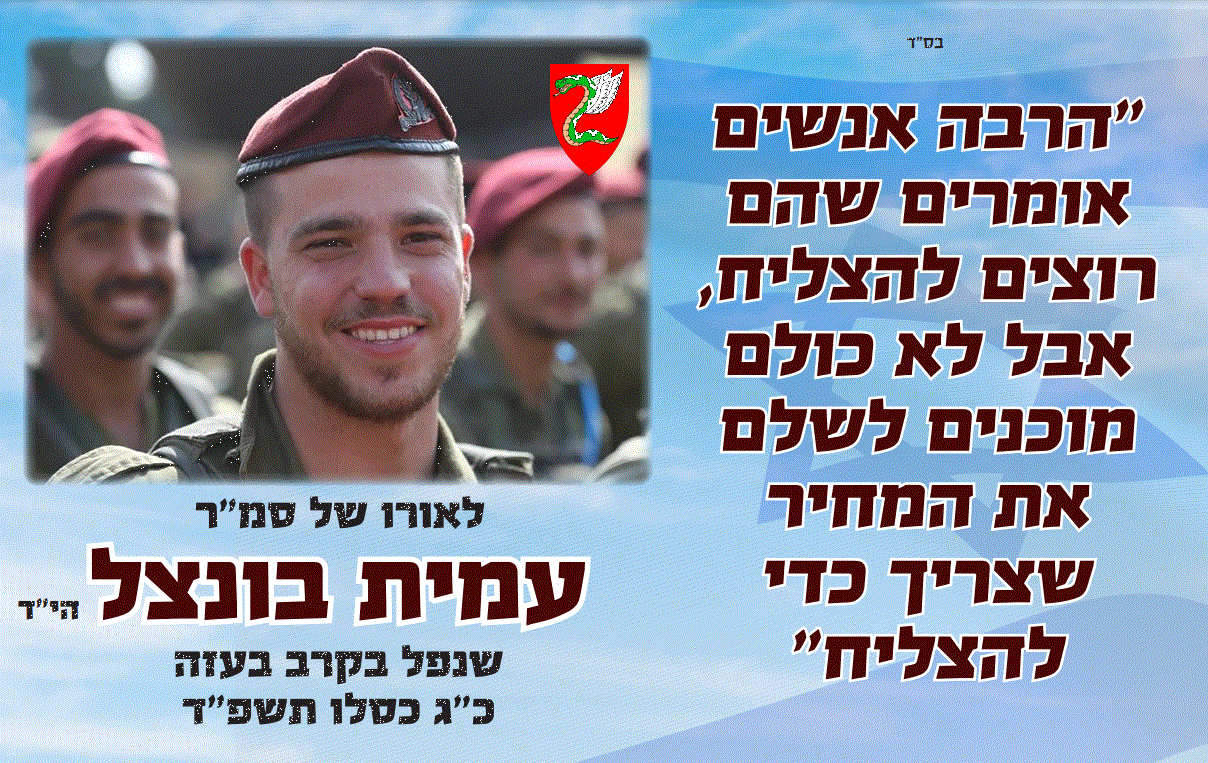 בס"ד
"הרבה אנשים
אומרים שהם
רוצים להצליח,
אבל לא כולם
מוכנים לשלם
את המחיר
שצריך כדי
להצליח"
לאורו של סמ"ר
עמית בונצל הי"ד
שנפל בקרב בעזה
כ"ג כסלו תשפ"ד